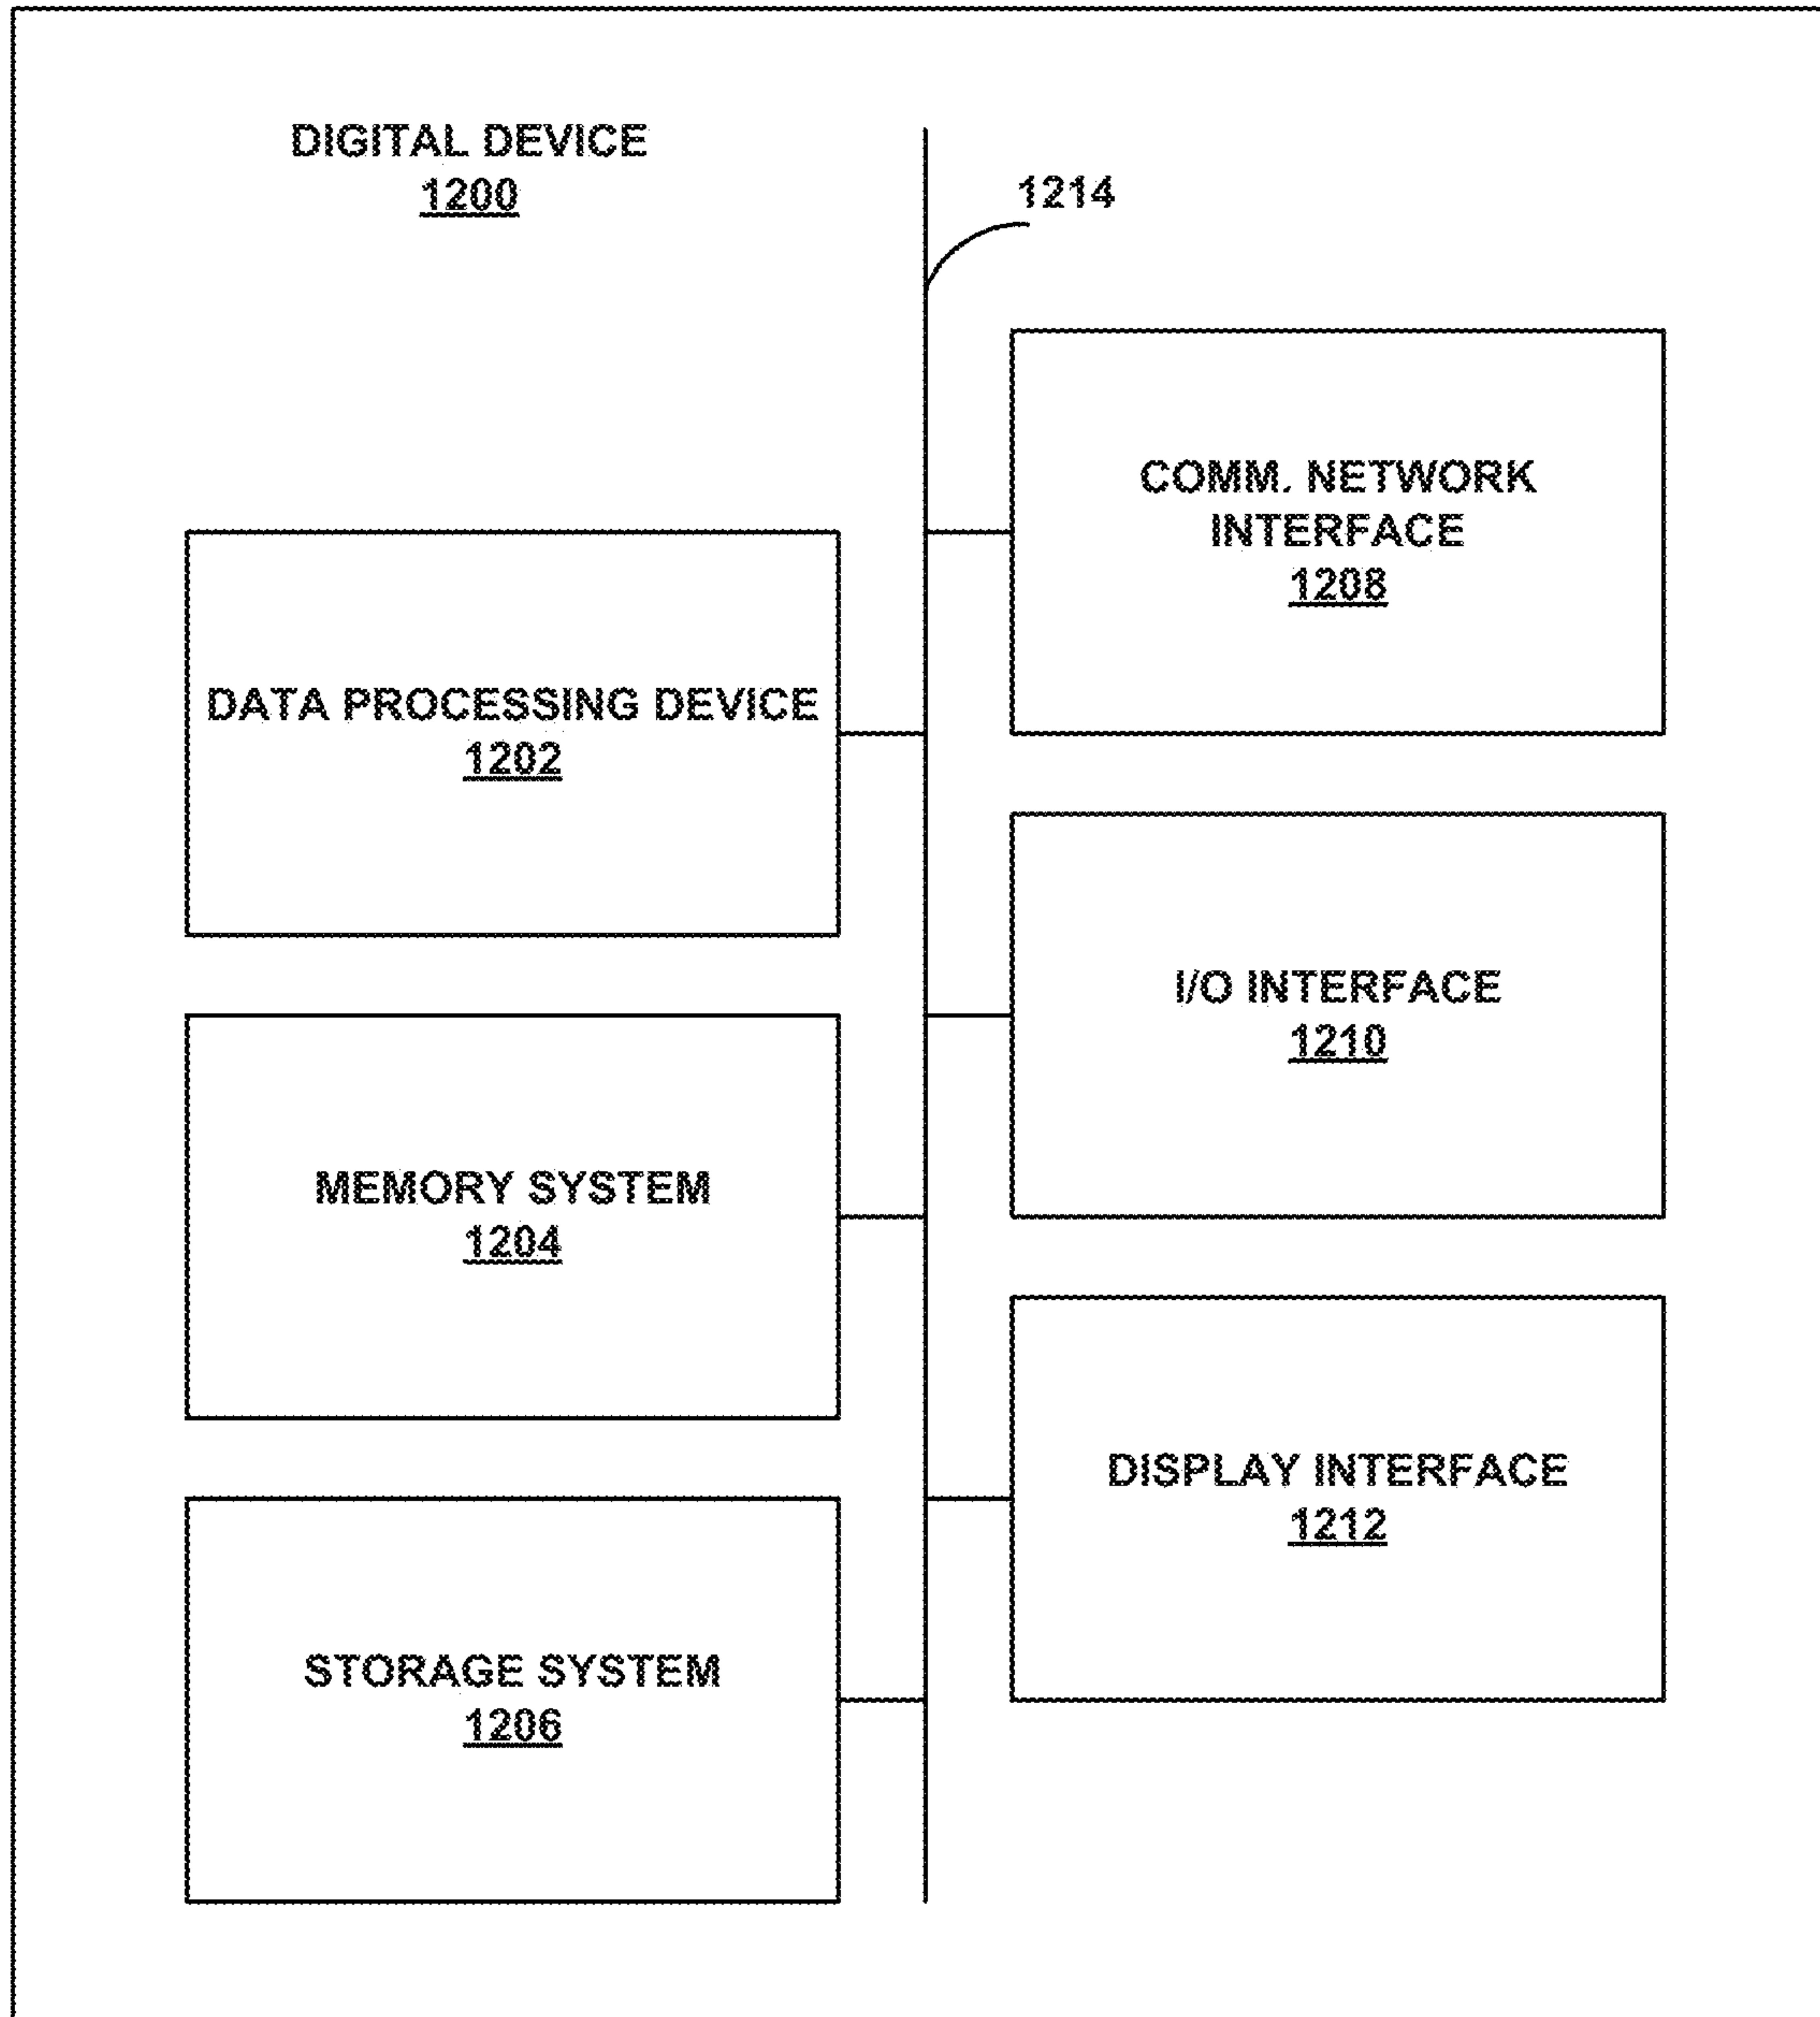 DIGITAL DEVICE
1200
1214
COMM. NETWORK
INTERFACE
1208
DATA PROCESSING DEVICE
1202
I/O INTERFACE
1210
MEMORY SYSTEM
1204
DISPLAY INTERFACE
1212
STORAGE SYSTEM
1206